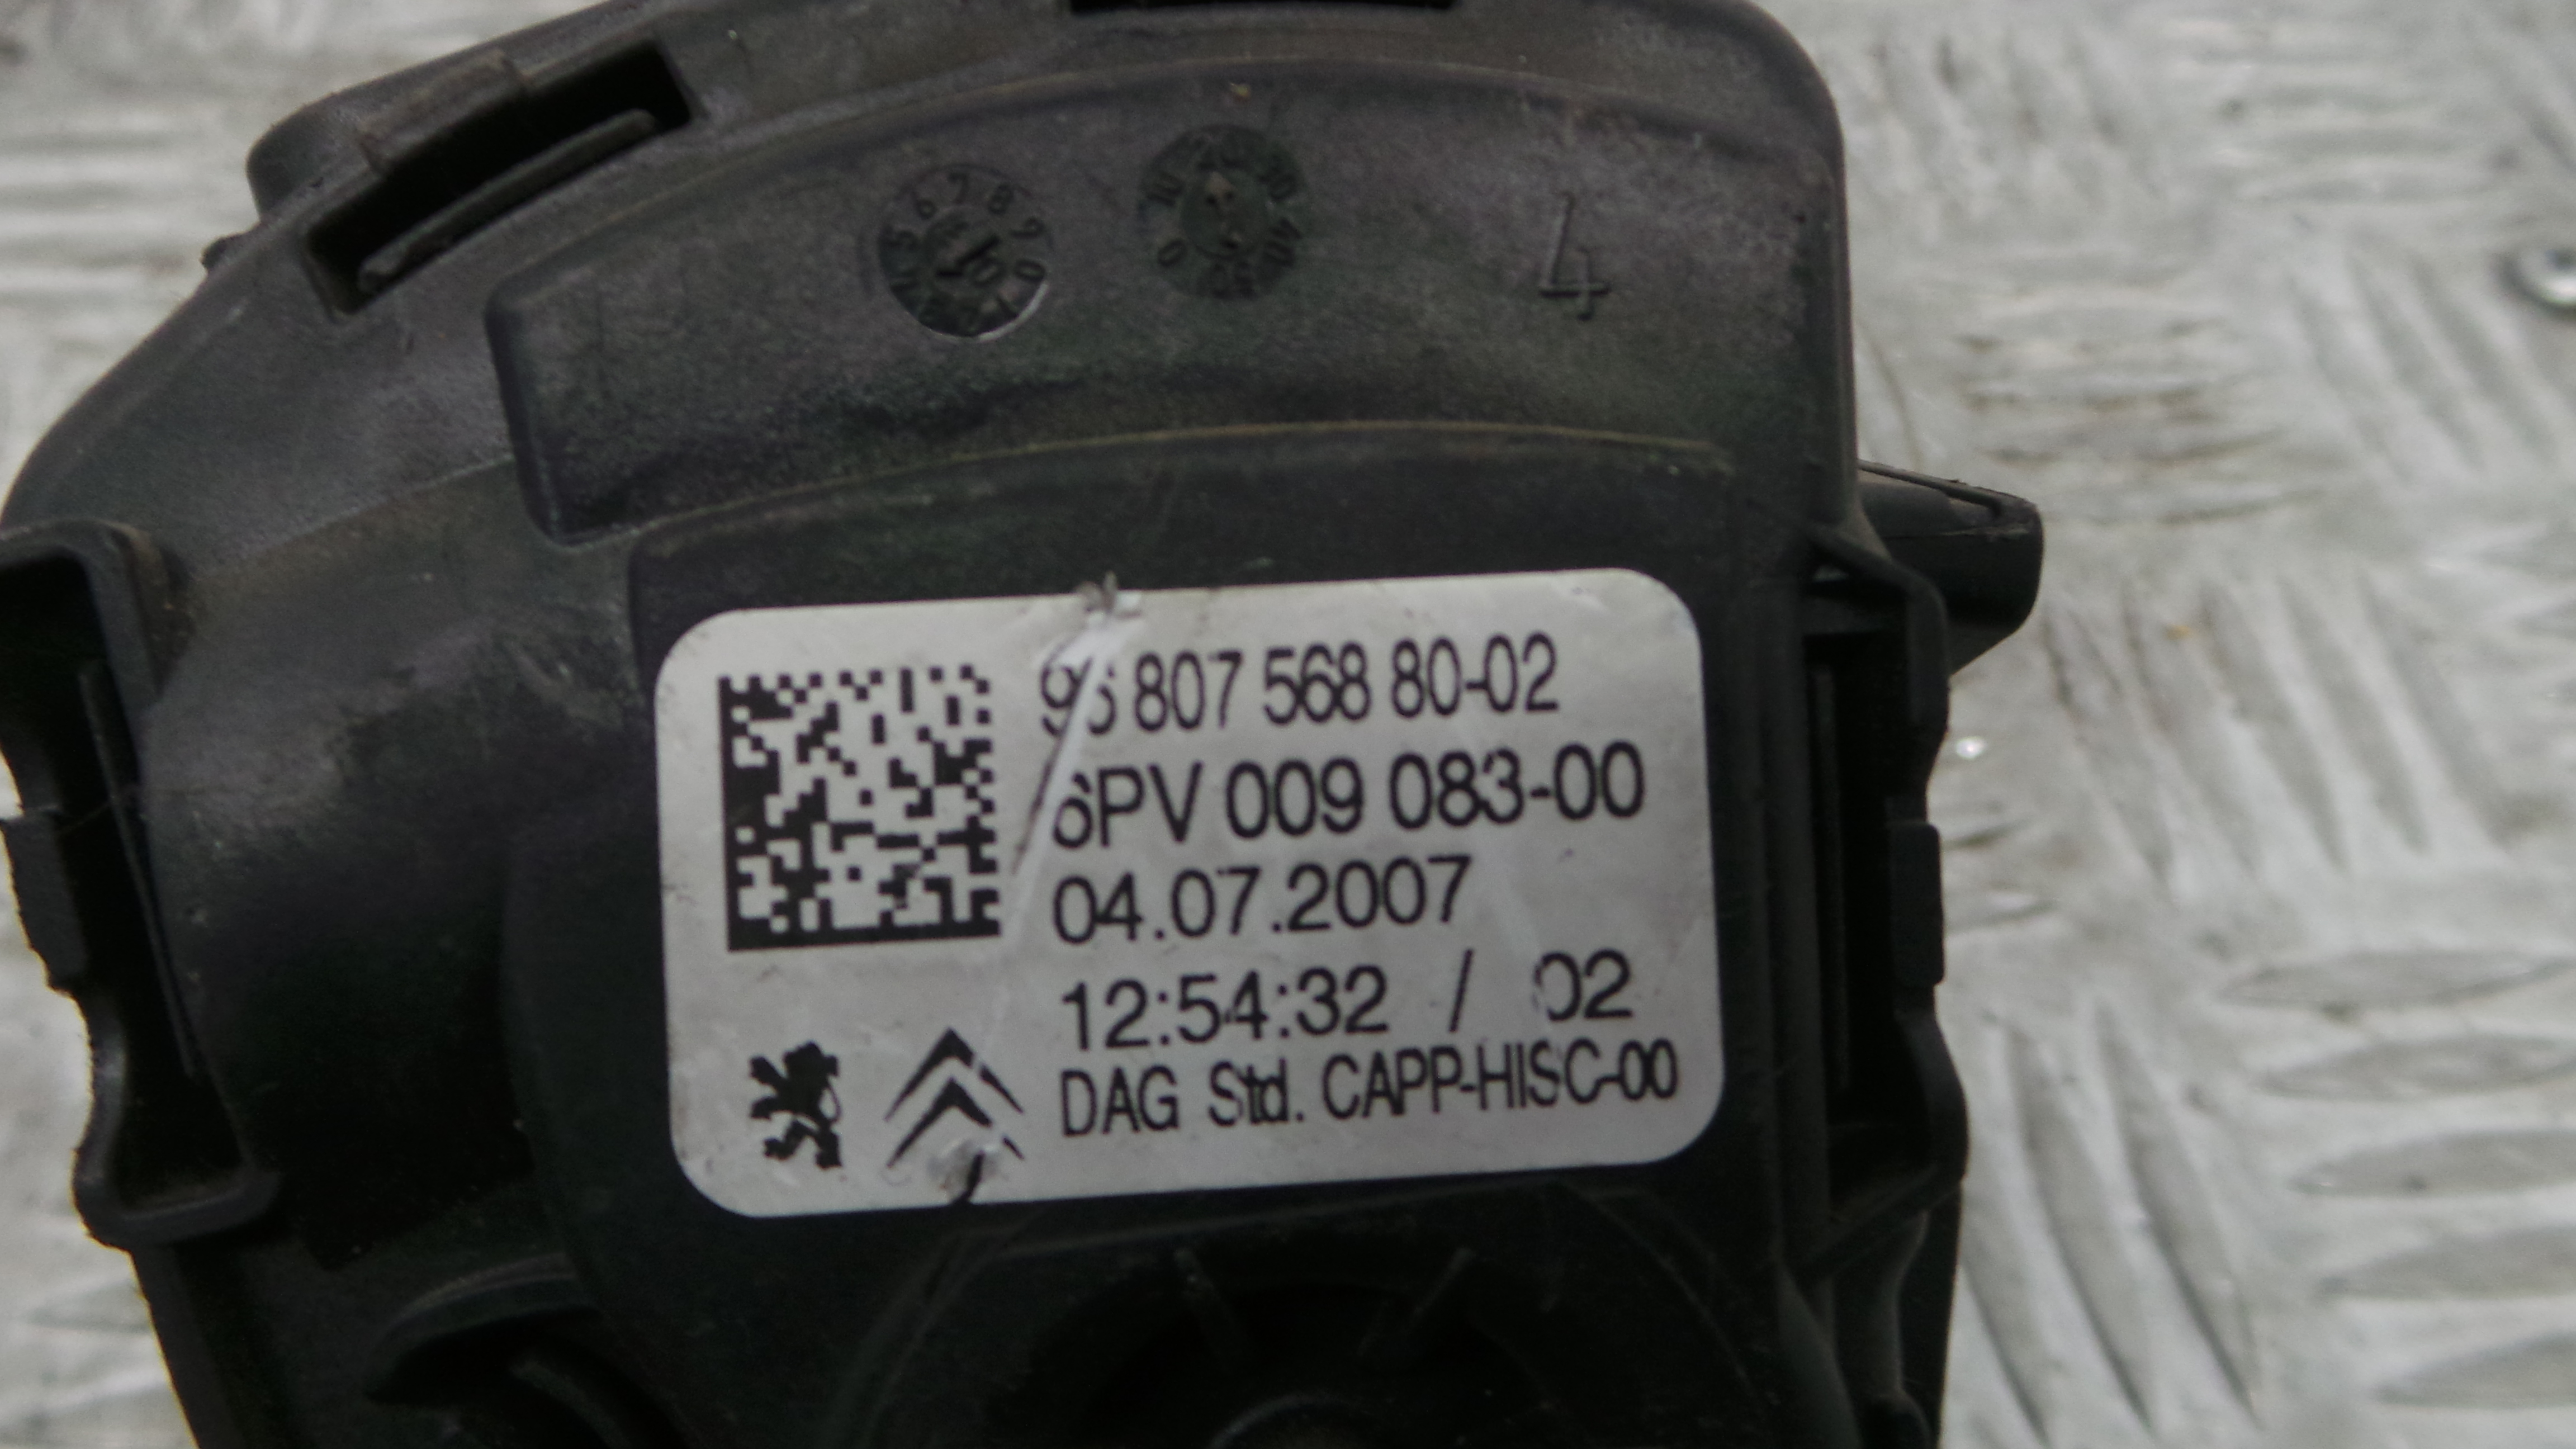 4
96 807 568 80-02
6PV 009 083-00
04.07.2007
12:54:32 / 02
DAG Std. CAPP-HISC-00